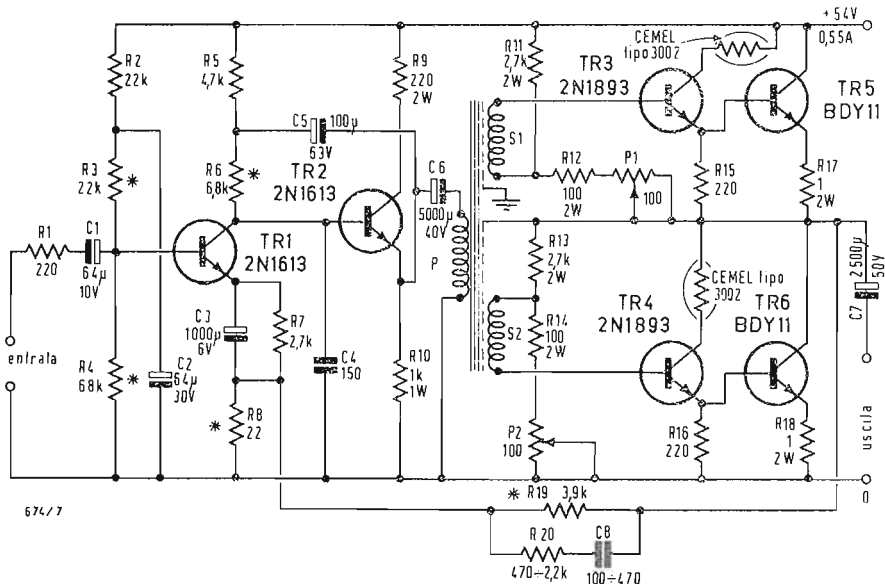 + 54V
0,55A
CEMEL
tipo 3002
R2
22k
R5
4,7k
R9
220
2W
R11
2,7k
2W
TR3
2N1893
TR5
BDY11
C5
100µ
63V
R3
22k
*
R6
6,8k
*
TR2
2N1613
C6
5000µ
40V
S1
R12
100
2W
P1
100
R15
220
R17
1
2W
R1
220
C1
64µ
10V
TR1
2N1613
P
R13
2,7k
2W
CEMEL tipo
3002
2500µ
50V
C7
TR4
2N1893
TR6
BDY11
C3
1000µ
6V
R7
2,7k
S2
R14
100
2W
entrata
R4
68k
*
C2
64µ
30V
C4
150
R10
1k
1W
R8
22
*
P2
100
R16
220
R18
1
2W
uscita
0
674/7
* R19 3,9k
R20
470÷2,2k
C8
100÷470